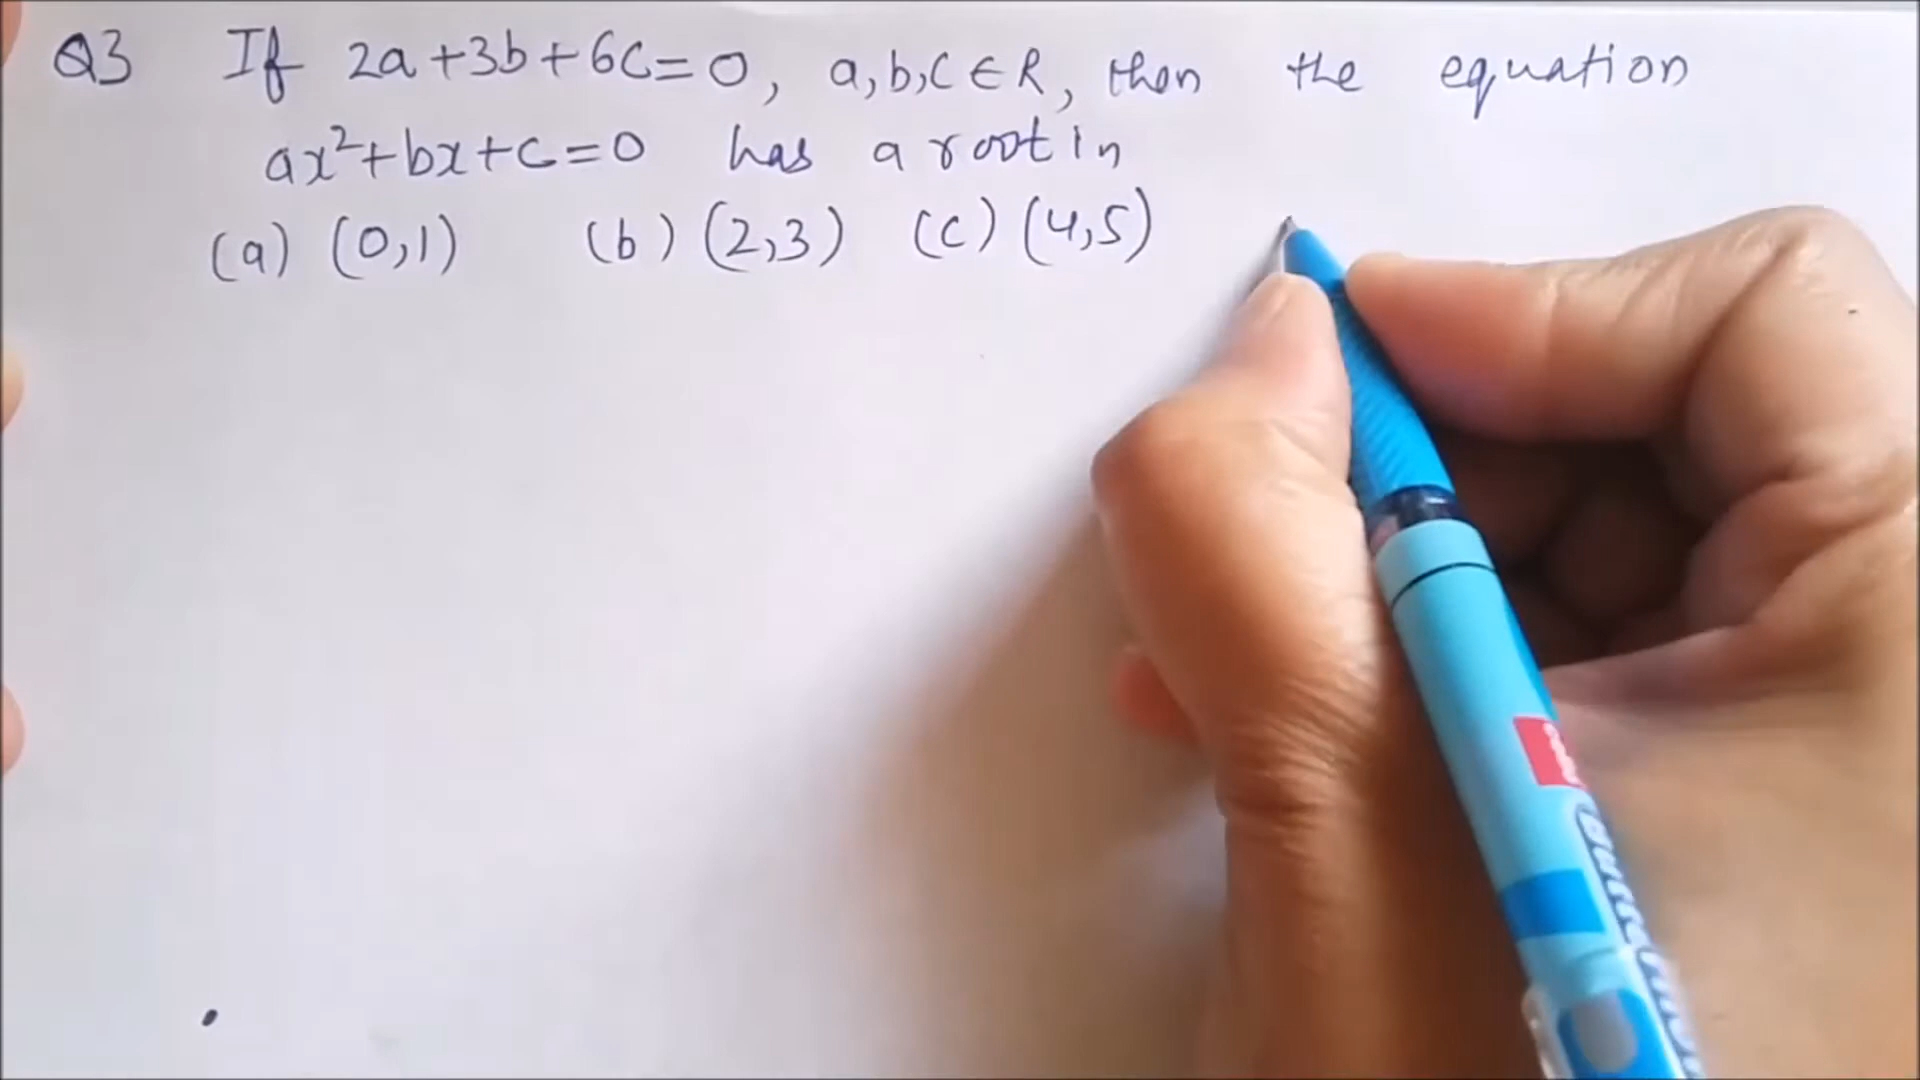 Q3 If 2a+3b+6c=0, a,b,c∈R, then the equation
ax²+bx+c=0 has a root in
(a) (0,1) (b) (2,3) (c) (4,5)